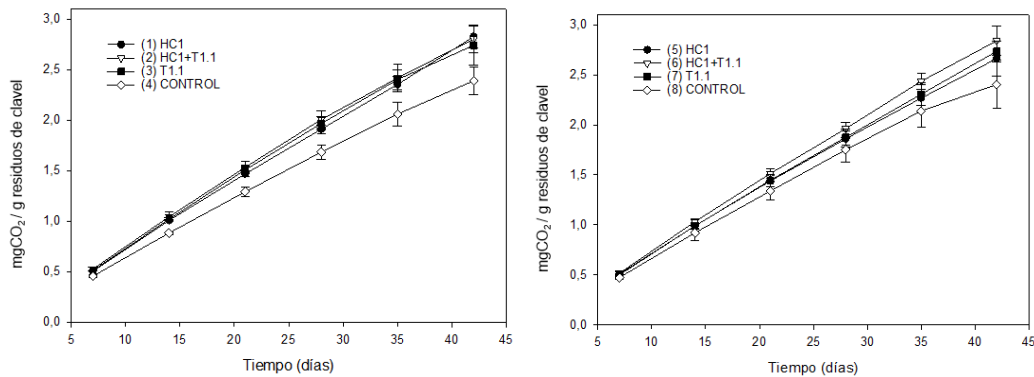 3,0
2,5
2,0
1,5
1,0
0,5
0,0
mgCO2 / g residuos de clavel
(1) HC1
(2) HC1+T1.1
(3) T1.1
(4) CONTROL
5 10 15 20 25 30 35 40 45
Tiempo (días)
3,0
2,5
2,0
1,5
1,0
0,5
0,0
mgCO2 / g residuos de clavel
(5) HC1
(6) HC1+T1.1
(7) T1.1
(8) CONTROL
5 10 15 20 25 30 35 40 45
Tiempo (días)